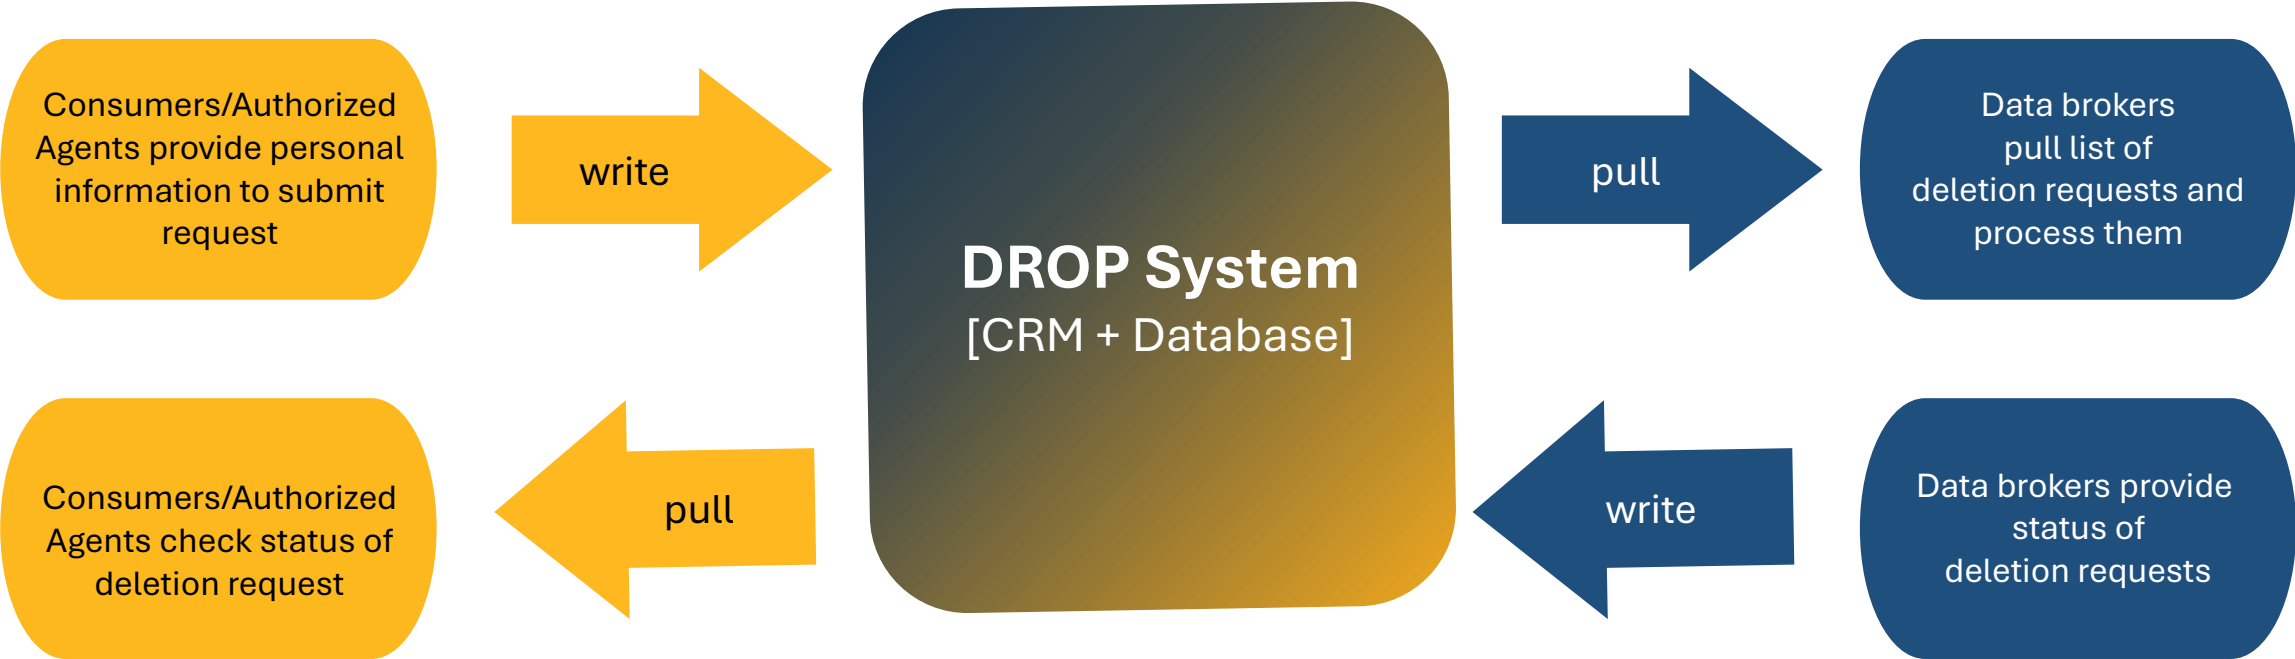 Consumers/Authorized
Agents provide personal
information to submit
request
write
DROP System
[CRM + Database]
pull
Data brokers
pull list of
deletion requests and
process them
Consumers/Authorized
Agents check status of
deletion request
pull
write
Data brokers provide
status of
deletion requests